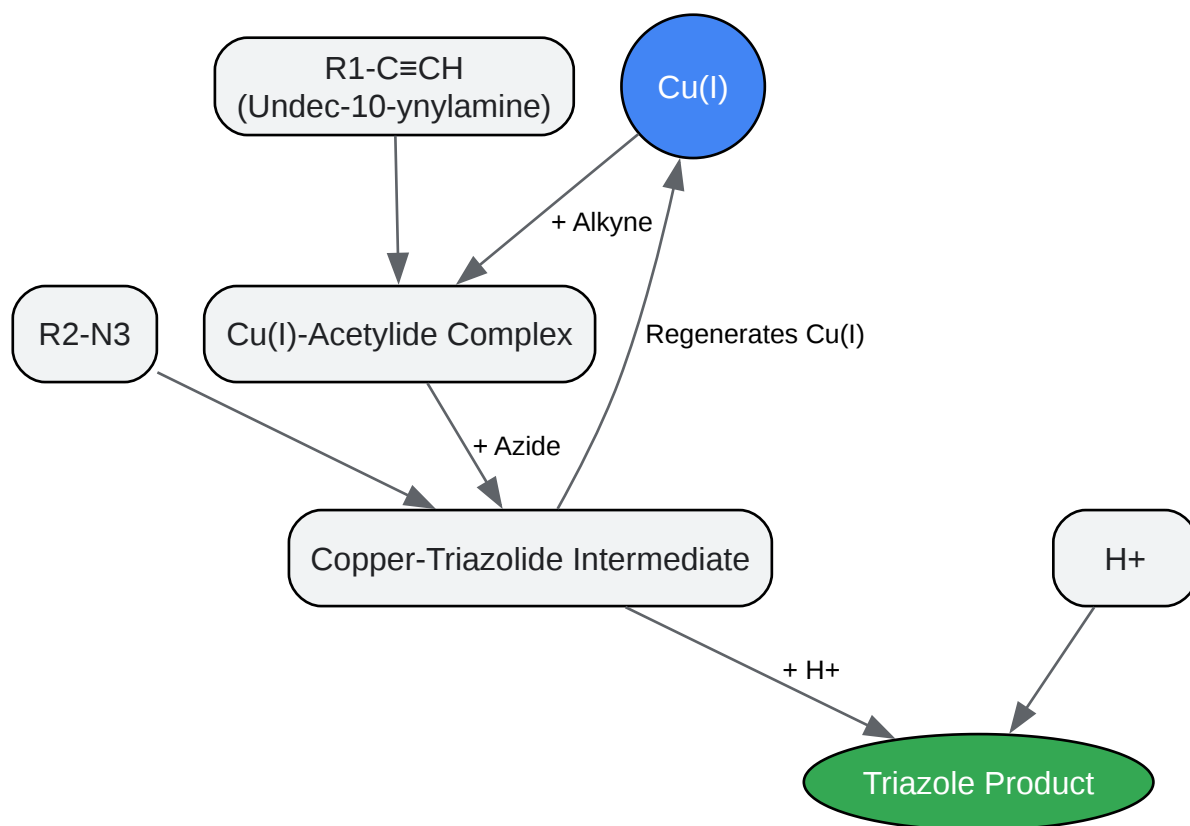 R1-C≡CH
(Undec-10-ynylamine)
Cu(I)
+ Alkyne
R2-N3
Cu(I)-Acetylide Complex
Regenerates Cu(I)
+ Azide
Copper-Triazolide Intermediate
H+
+ H+
Triazole Product